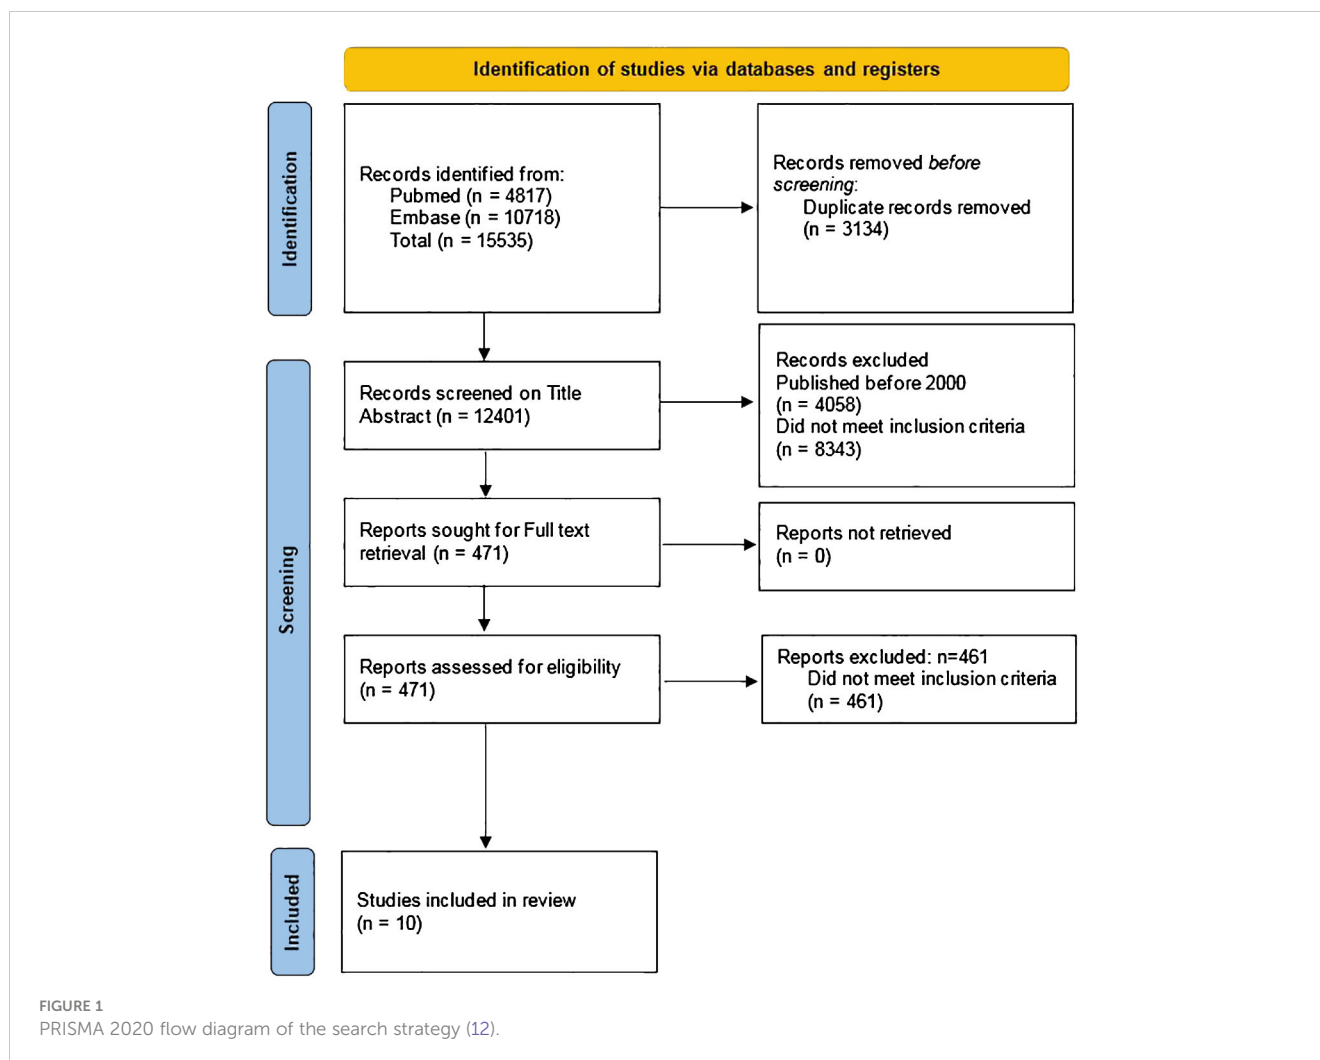 Identification of studies via databases and registers
Identification
Records identified from:
Pubmed (n = 4817)
Embase (n = 10718)
Total (n = 15535)
Records removed before
screening:
Duplicate records removed
(n = 3134)
Screening
Records screened on Title
Abstract (n = 12401)
Records excluded
Published before 2000
(n = 4058)
Did not meet inclusion criteria
(n = 8343)
Reports sought for Full text
retrieval (n = 471)
Reports not retrieved
(n = 0)
Reports assessed for eligibility
(n = 471)
Reports excluded: n=461
Did not meet inclusion criteria
(n = 461)
Included
Studies included in review
(n = 10)
FIGURE 1
PRISMA 2020 flow diagram of the search strategy (12).